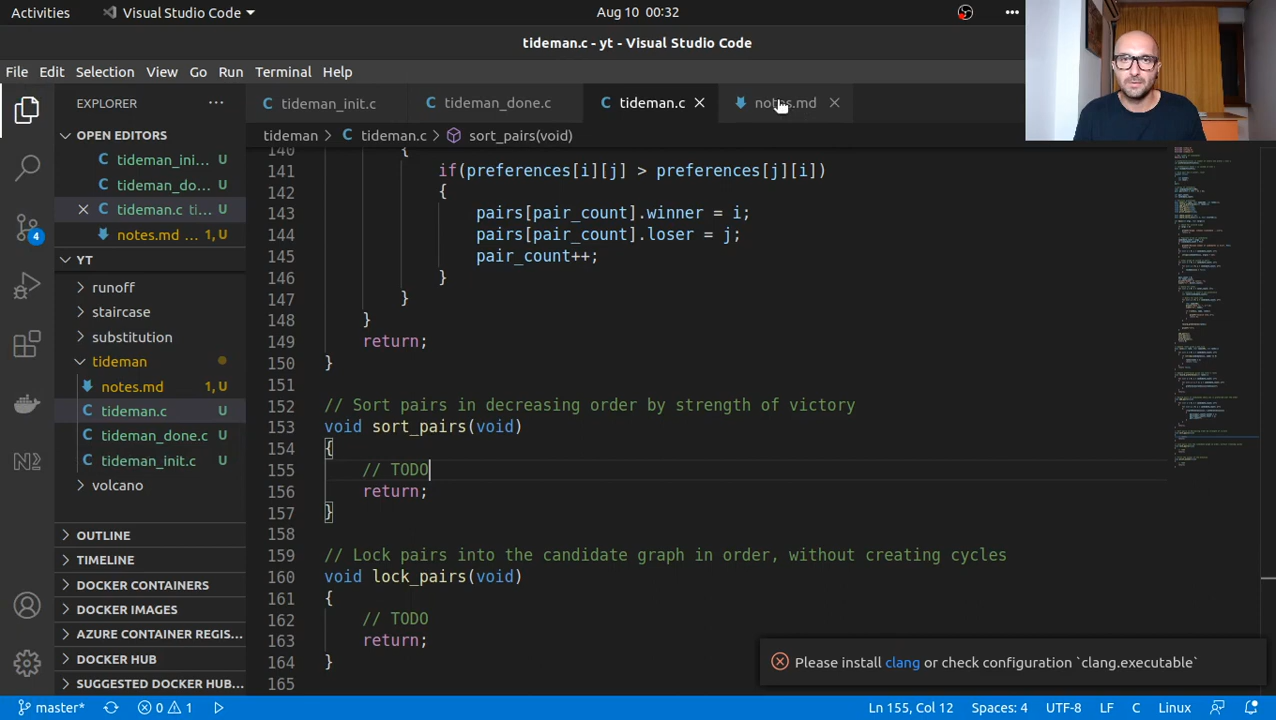 Activities
Visual Studio Code
Aug 10 00:32
tideman.c - yt - Visual Studio Code
File Edit Selection View Go Run Terminal Help
EXPLORER
tideman_init.c
tideman_done.c
tideman.c
notes.md
OPEN EDITORS
tideman > C tideman.c > sort_pairs(void)
tideman_ini... U
tideman_do... U
tideman.c ti... U
notes.md ... 1, U
YT
runoff
staircase
substitution
tideman
notes.md 1, U
tideman.c U
tideman_done.c U
tideman_init.c U
volcano
OUTLINE
TIMELINE
DOCKER CONTAINERS
DOCKER IMAGES
AZURE CONTAINER REGIS...
DOCKER HUB
SUGGESTED DOCKER HUB...
4
140 {
141 if(preferences[i][j] > preferences[j][i])
142 {
143 pairs[pair_count].winner = i;
144 pairs[pair_count].loser = j;
145 pair_count++;
146 }
147 }
148 }
149 return;
150 }
151
152 // Sort pairs in decreasing order by strength of victory
153 void sort_pairs(void)
154 {
155 // TODO
156 return;
157 }
158
159 // Lock pairs into the candidate graph in order, without creating cycles
160 void lock_pairs(void)
161 {
162 // TODO
163 return;
164 }
165
Please install clang or check configuration `clang.executable`
master* 0 1 Ln 155, Col 12 Spaces: 4 UTF-8 LF C Linux